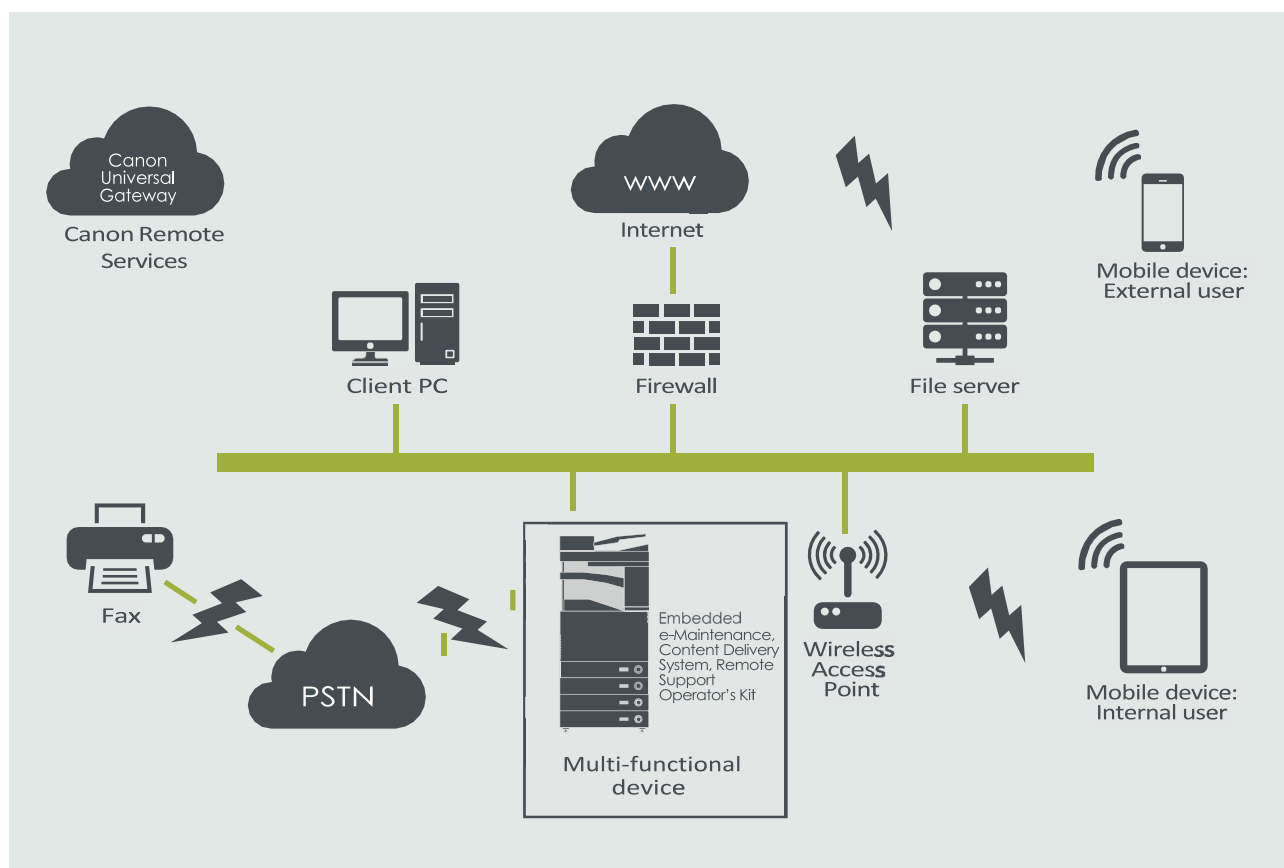 Canon
Universal
Gateway
Canon Remote
Services
WWW
Internet
Mobile device:
External user
Client PC
Firewall
File server
Fax
PSTN
Embedded
e-Maintenance,
Content Delivery
System, Remote
Support
Operator's Kit
Multi-functional
device
Wireless
Access
Point
Mobile device:
Internal user